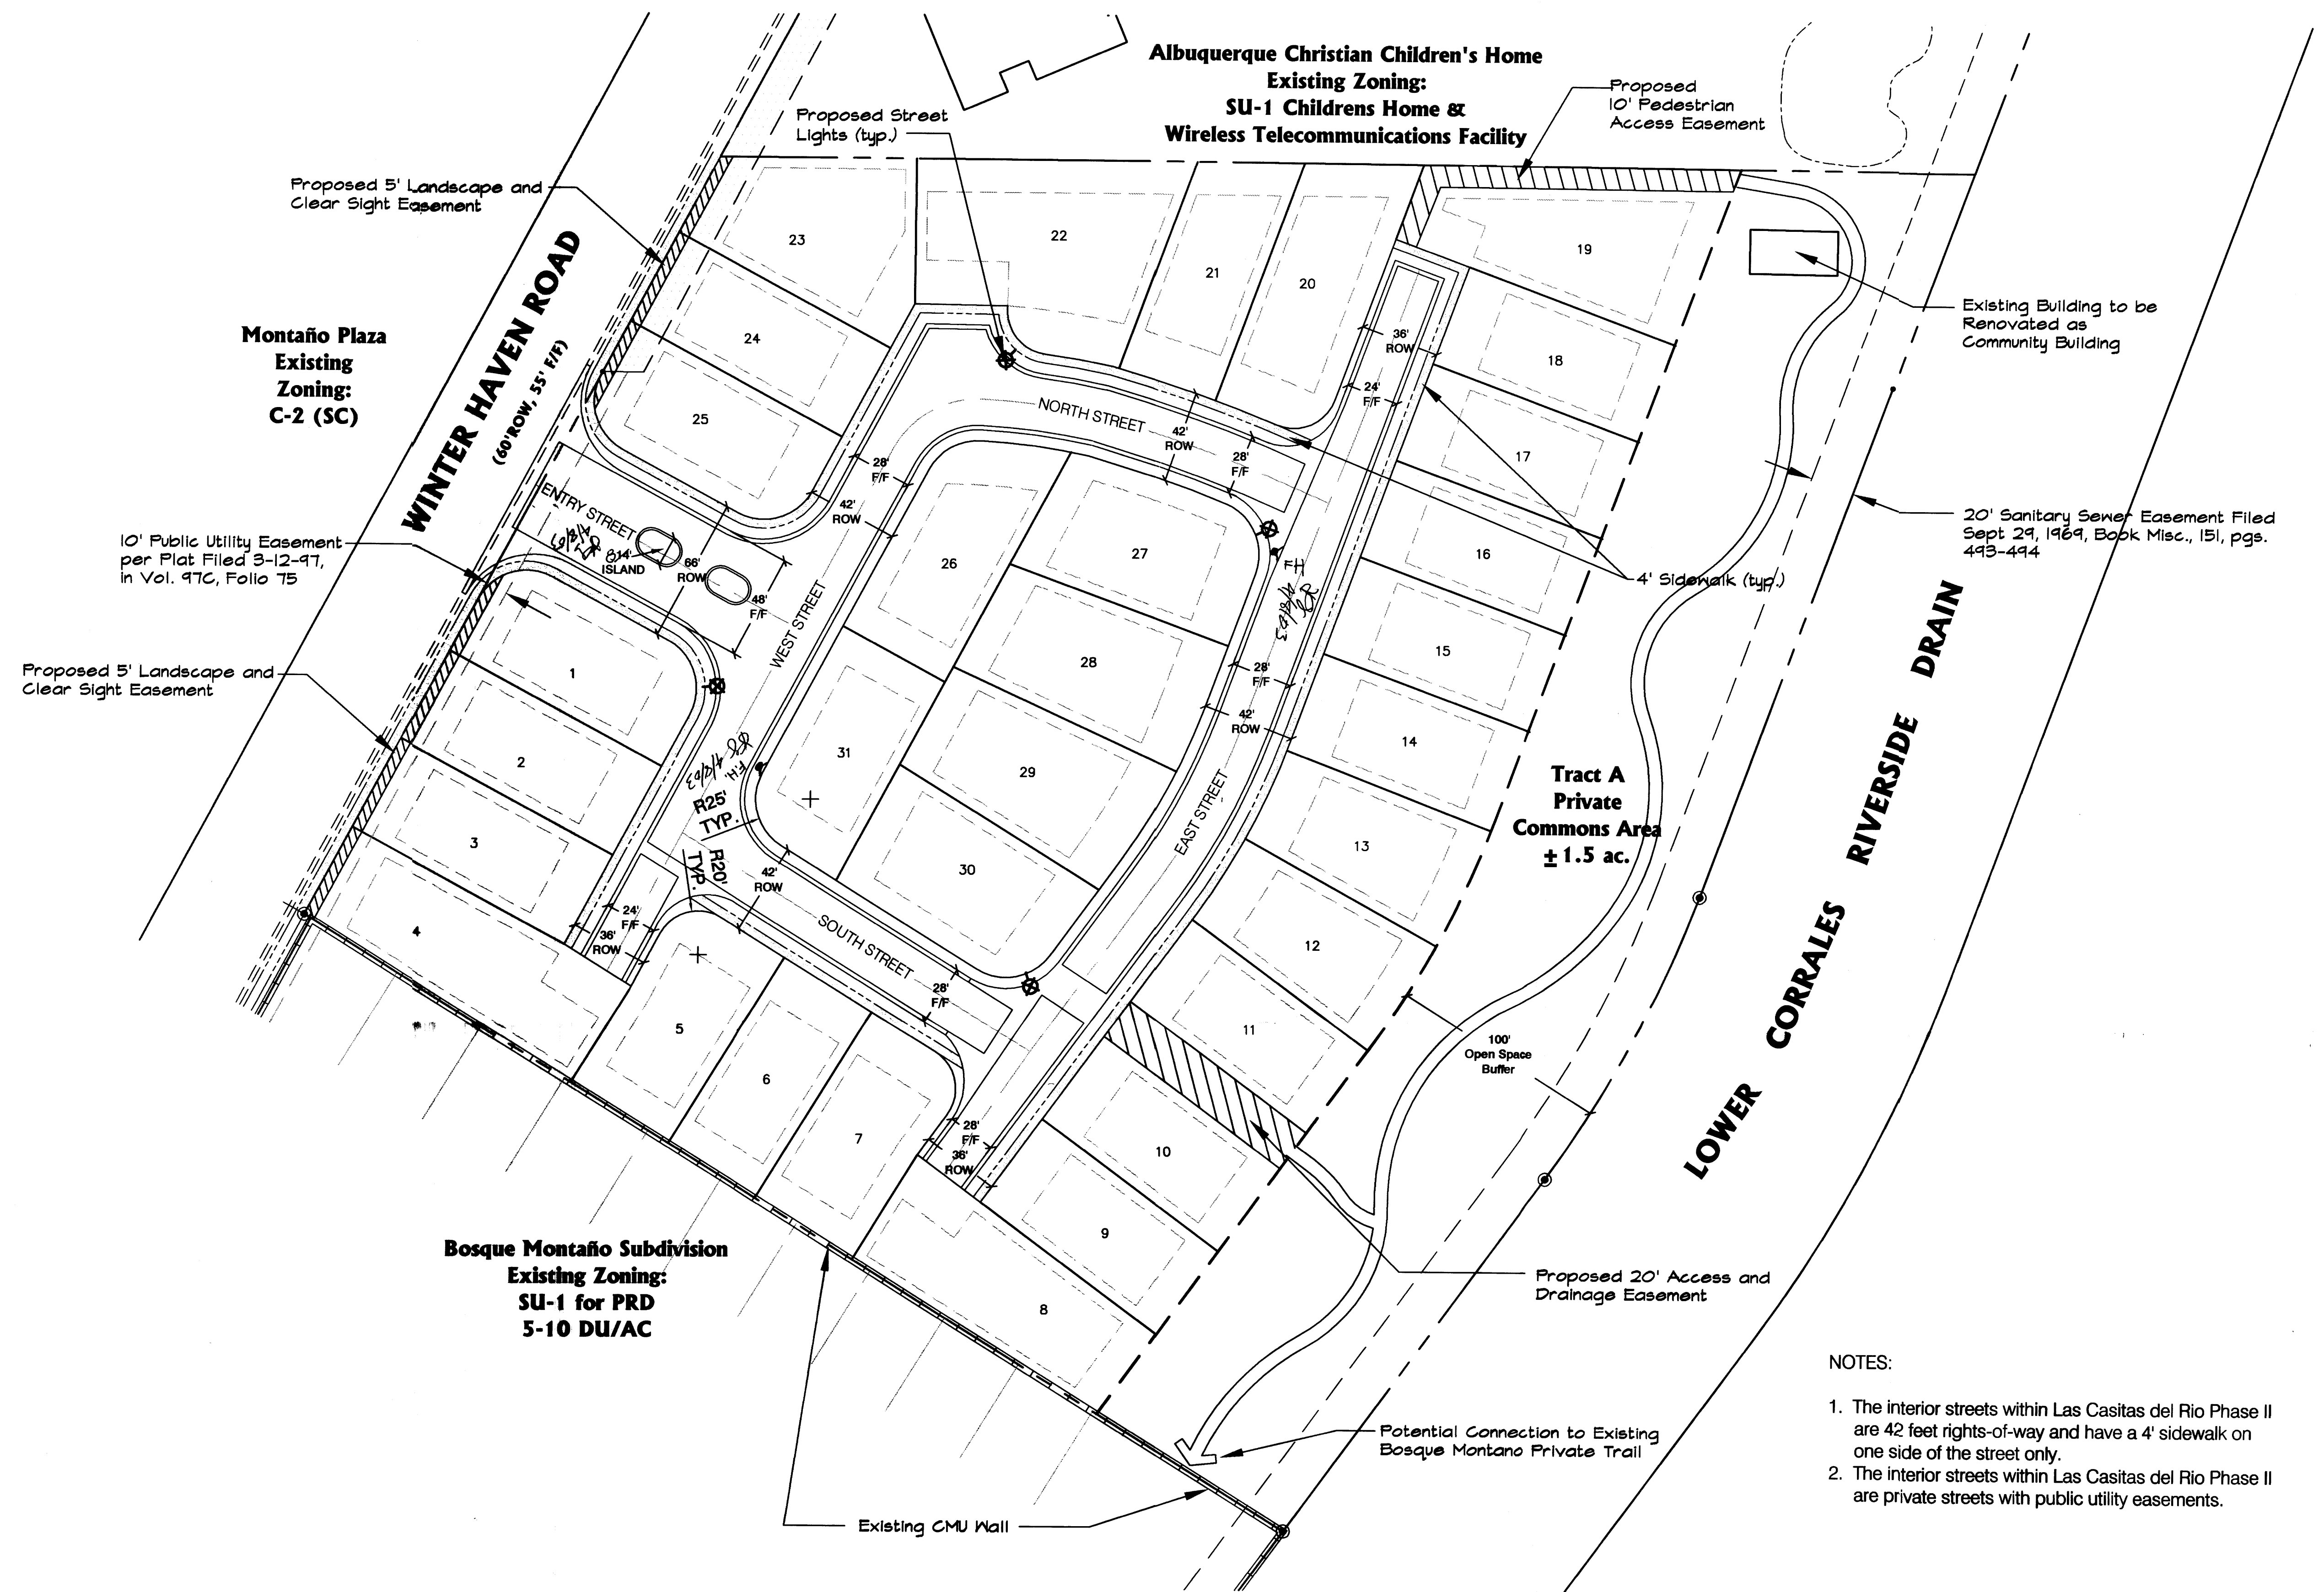 Albuquerque Christian Children's Home
Existing Zoning:
SU-1 Childrens Home &
Wireless Telecommunications Facility
Proposed
10' Pedestrian
Access Easement
Proposed Street
Lights (typ.)
Proposed 5' Landscape and
Clear Sight Easement
WINTER HAVEN ROAD
(60'ROW, 55' F/F)
Montaño Plaza
Existing
Zoning:
C-2 (SC)
23
22
21
20
19
24
25
18
17
16
15
14
13
12
11
10
9
8
7
6
5
4
3
2
1
26
27
28
29
30
31
Existing Building to be
Renovated as
Community Building
36'
ROW
24'
F/F
NORTH STREET
42'
ROW
28'
F/F
28'
F/F
42'
ROW
ENTRY STREET
14'
ISLAND
66'
ROW
48'
F/F
WEST STREET
10' Public Utility Easement
per Plat Filed 3-12-97,
in Vol. 97C, Folio 75
20' Sanitary Sewer Easement Filed
Sept 29, 1969, Book Misc., 151, pgs.
493-494
4' Sidewalk (typ.)
FH
4/8/03
Proposed 5' Landscape and
Clear Sight Easement
28'
F/F
42'
ROW
EAST STREET
F.H.
4/8/03
R25'
TYP.
R20'
TYP.
42'
ROW
24'
F/F
36'
ROW
SOUTH STREET
28'
F/F
28'
F/F
36'
ROW
Tract A
Private
Commons Area
±1.5 ac.
LOWER CORRALES RIVERSIDE DRAIN
100'
Open Space
Buffer
Bosque Montaño Subdivision
Existing Zoning:
SU-1 for PRD
5-10 DU/AC
Proposed 20' Access and
Drainage Easement
Potential Connection to Existing
Bosque Montano Private Trail
Existing CMU Wall
NOTES:
1. The interior streets within Las Casitas del Rio Phase II
are 42 feet rights-of-way and have a 4' sidewalk on
one side of the street only.
2. The interior streets within Las Casitas del Rio Phase II
are private streets with public utility easements.